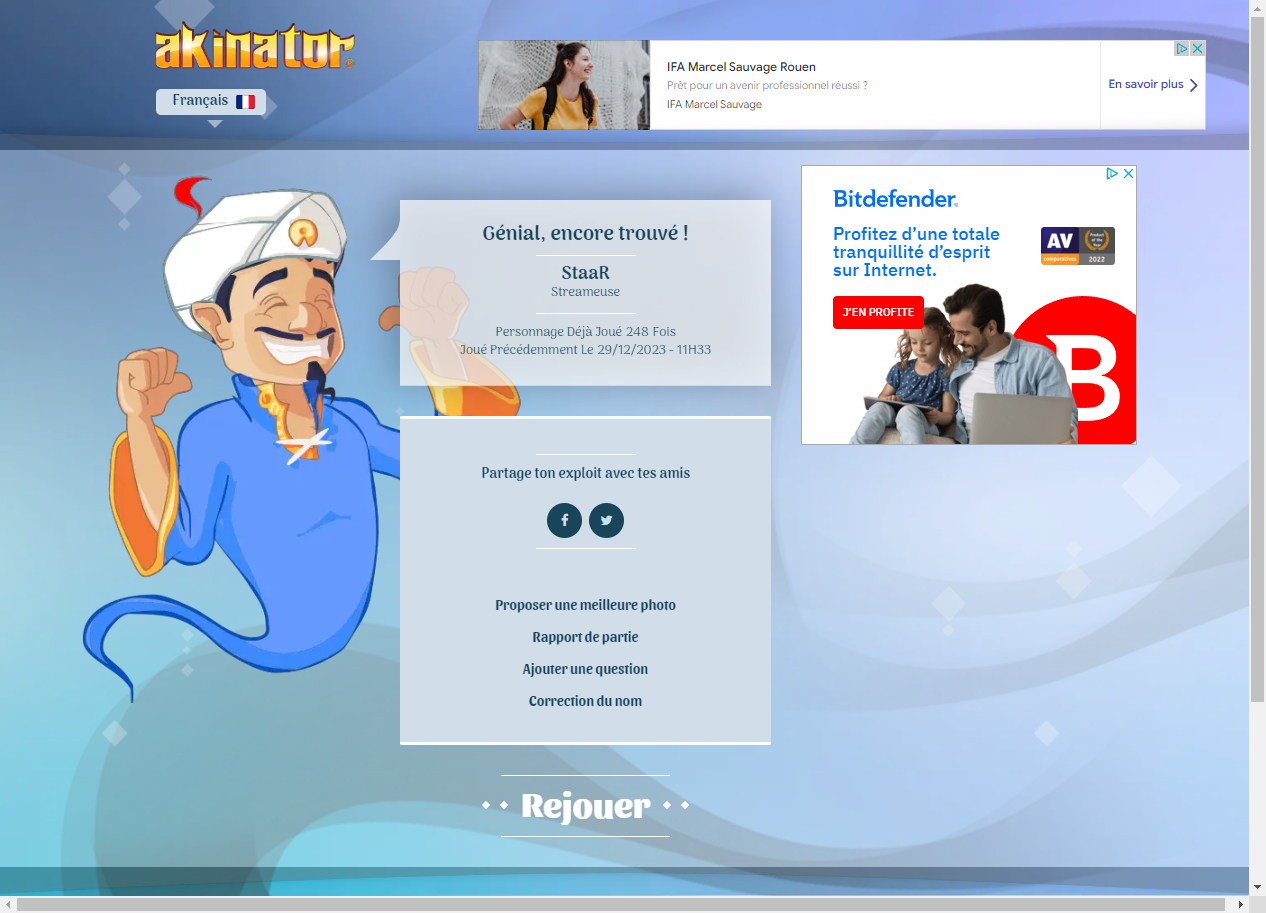 akinator
Français
IFA Marcel Sauvage Rouen
Prêt pour un avenir professionnel réussi ?
IFA Marcel Sauvage
En savoir plus
Génial, encore trouvé !
StaaR
Streameuse
Personnage Déjà Joué 248 Fois
Joué Précédemment Le 29/12/2023 - 11H33
Bitdefender
Profitez d'une totale
tranquillité d'esprit
sur Internet.
AV
comparatives
Product
of the
Year
2022
J'EN PROFITE
B
Partage ton exploit avec tes amis
Proposer une meilleure photo
Rapport de partie
Ajouter une question
Correction du nom
Rejouer